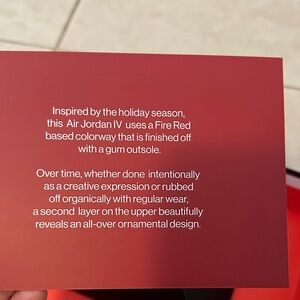 Inspired by the holiday season,
this Air Jordan IV uses a Fire Red
based colorway that is finished off
with a gum outsole.
Over time, whether done intentionally
as a creative expression or rubbed
off organically with regular wear,
a second layer on the upper beautifully
reveals an all-over ornamental design.